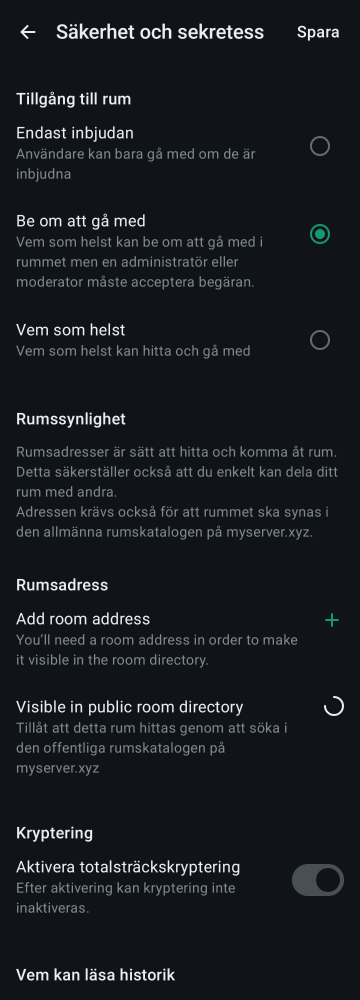 Säkerhet och sekretess
Spara
Tillgång till rum
Endast inbjudan
Användare kan bara gå med om de är
inbjudna
Be om att gå med
Vem som helst kan be om att gå med i
rummet men en administratör eller
moderator måste acceptera begäran.
Vem som helst
Vem som helst kan hitta och gå med
Rumssynlighet
Rumsadresser är sätt att hitta och komma åt rum.
Detta säkerställer också att du enkelt kan dela ditt
rum med andra.
Adressen krävs också för att rummet ska synas i
den allmänna rumskatalogen på myserver.xyz.
Rumsadress
Add room address
You’ll need a room address in order to make
it visible in the room directory.
Visible in public room directory
Tillåt att detta rum hittas genom att söka i
den offentliga rumskatalogen på
myserver.xyz
Kryptering
Aktivera totalsträckskryptering
Efter aktivering kan kryptering inte
inaktiveras.
Vem kan läsa historik